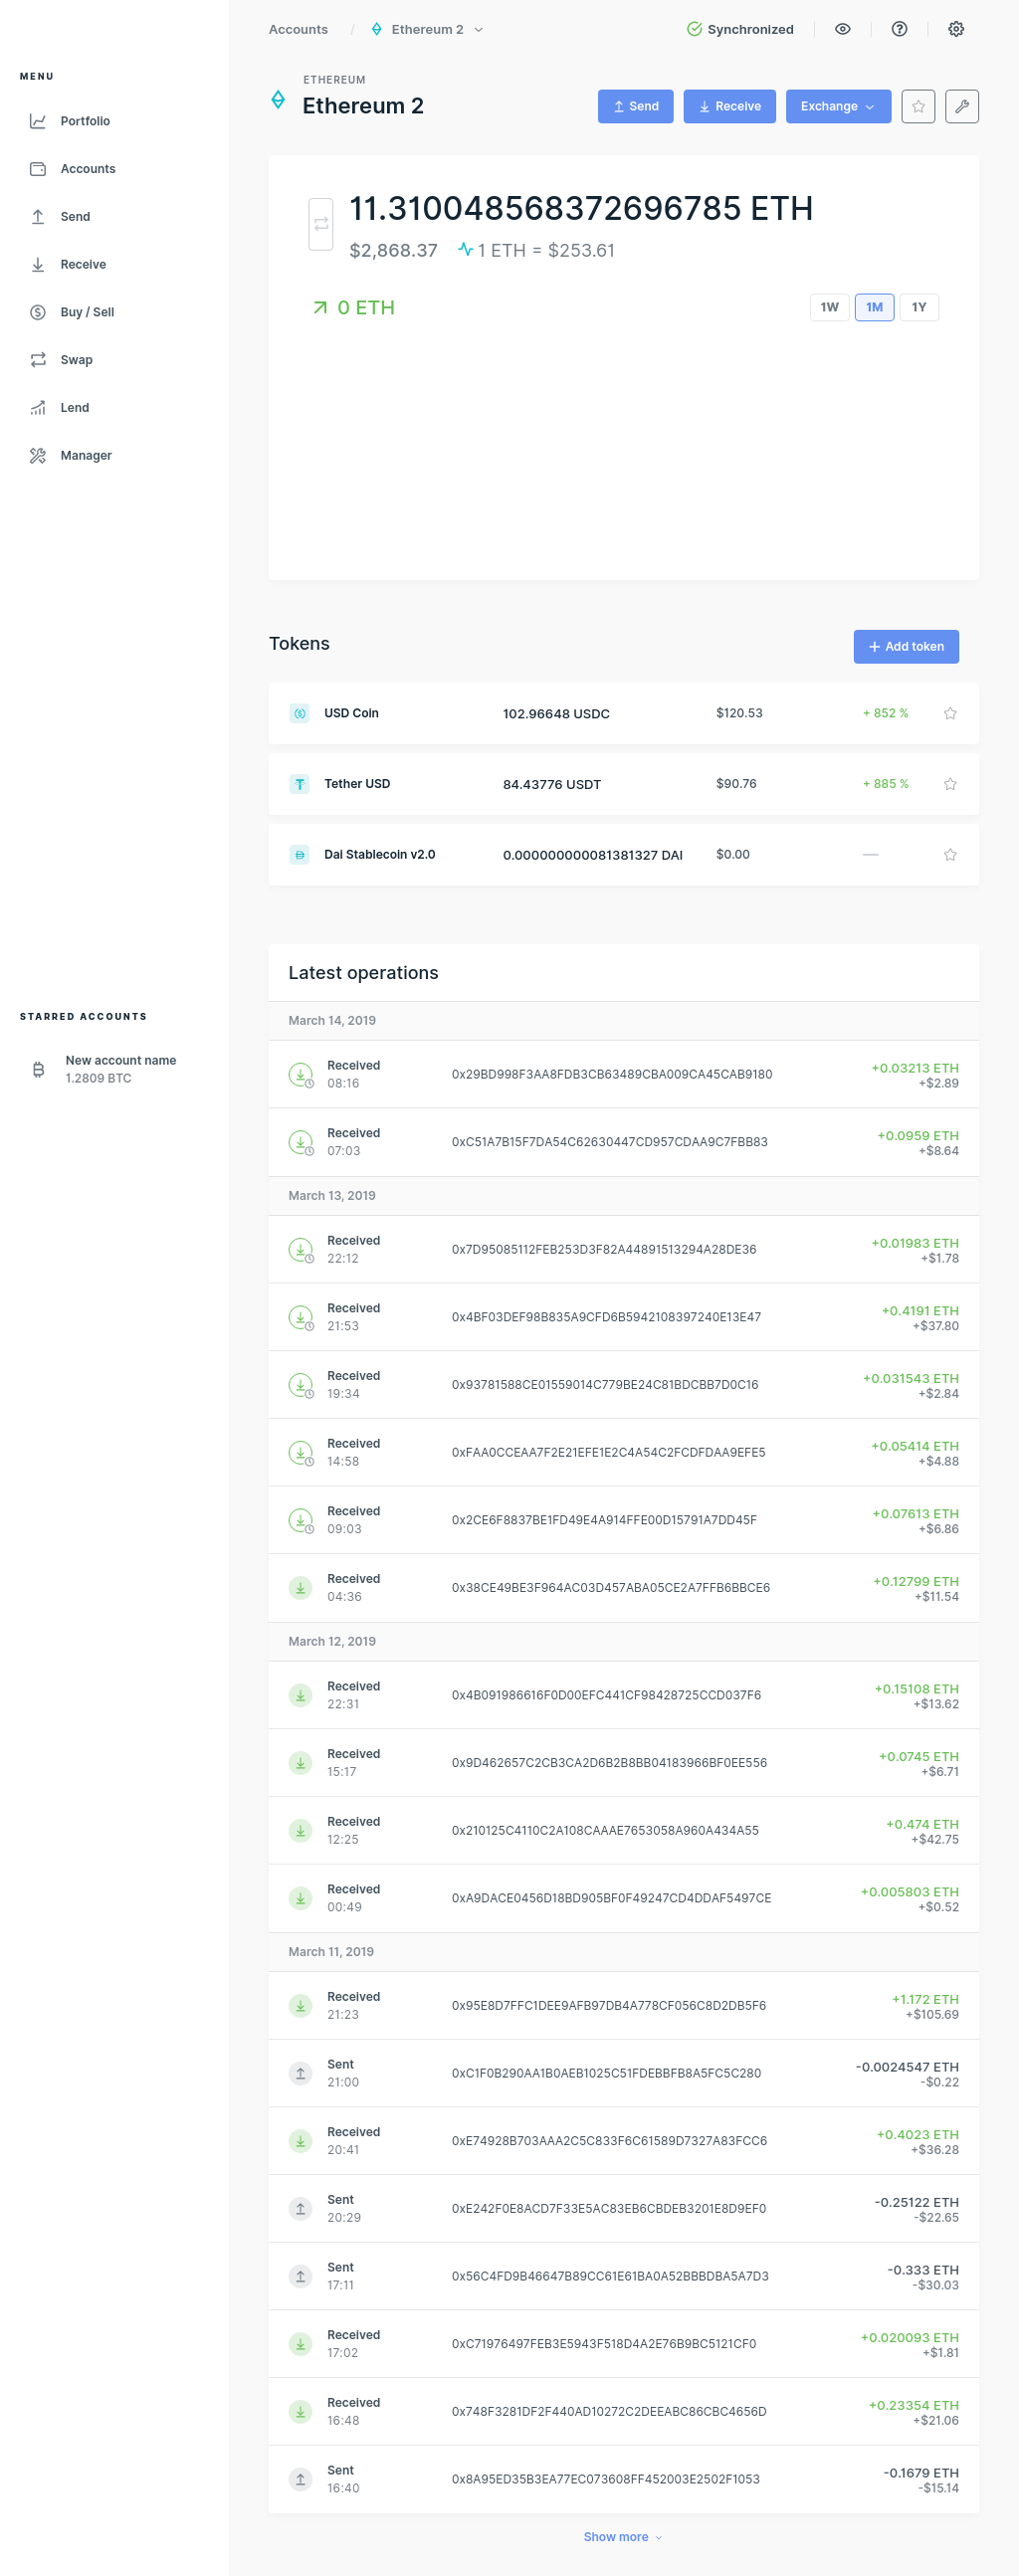 Accounts / Ethereum 2
Synchronized
MENU
Portfolio
Accounts
Send
Receive
Buy / Sell
Swap
Lend
Manager
STARRED ACCOUNTS
New account name
1.2809 BTC
ETHEREUM
Ethereum 2
Send
Receive
Exchange
11.310048568372696785 ETH
$2,868.37 1 ETH = $253.61
0 ETH
1W 1M 1Y
Tokens
Add token
USD Coin 102.96648 USDC $120.53 + 852 %
Tether USD 84.43776 USDT $90.76 + 885 %
Dai Stablecoin v2.0 0.000000000081381327 DAI $0.00 —
Latest operations
March 14, 2019
Received 0x29BD998F3AA8FDB3CB63489CBA009CA45CAB9180 +0.03213 ETH
08:16 +$2.89
Received 0xC51A7B15F7DA54C62630447CD957CDAA9C7FBB83 +0.0959 ETH
07:03 +$8.64
March 13, 2019
Received 0x7D95085112FEB253D3F82A44891513294A28DE36 +0.01983 ETH
22:12 +$1.78
Received 0x4BF03DEF98B835A9CFD6B5942108397240E13E47 +0.4191 ETH
21:53 +$37.80
Received 0x93781588CE01559014C779BE24C81BDCBB7D0C16 +0.031543 ETH
19:34 +$2.84
Received 0xFAA0CCEAA7F2E21EFE1E2C4A54C2FCDFDAA9EFE5 +0.05414 ETH
14:58 +$4.88
Received 0x2CE6F8837BE1FD49E4A914FFE00D15791A7DD45F +0.07613 ETH
09:03 +$6.86
Received 0x38CE49BE3F964AC03D457ABA05CE2A7FFB6BBCE6 +0.12799 ETH
04:36 +$11.54
March 12, 2019
Received 0x4B091986616F0D00EFC441CF98428725CCD037F6 +0.15108 ETH
22:31 +$13.62
Received 0x9D462657C2CB3CA2D6B2B8BB04183966BF0EE556 +0.0745 ETH
15:17 +$6.71
Received 0x210125C4110C2A108CAAAE7653058A960A434A55 +0.474 ETH
12:25 +$42.75
Received 0xA9DACE0456D18BD905BF0F49247CD4DDAF5497CE +0.005803 ETH
00:49 +$0.52
March 11, 2019
Received 0x95E8D7FFC1DEE9AFB97DB4A778CF056C8D2DB5F6 +1.172 ETH
21:23 +$105.69
Sent 0xC1F0B290AA1B0AEB1025C51FDEBBFB8A5FC5C280 -0.0024547 ETH
21:00 -$0.22
Received 0xE74928B703AAA2C5C833F6C61589D7327A83FCC6 +0.4023 ETH
20:41 +$36.28
Sent 0xE242F0E8ACD7F33E5AC83EB6CBDEB3201E8D9EF0 -0.25122 ETH
20:29 -$22.65
Sent 0x56C4FD9B46647B89CC61E61BA0A52BBBDBA5A7D3 -0.333 ETH
17:11 -$30.03
Received 0xC71976497FEB3E5943F518D4A2E76B9BC5121CF0 +0.020093 ETH
17:02 +$1.81
Received 0x748F3281DF2F440AD10272C2DEEABC86CBC4656D +0.23354 ETH
16:48 +$21.06
Sent 0x8A95ED35B3EA77EC073608FF452003E2502F1053 -0.1679 ETH
16:40 -$15.14
Show more